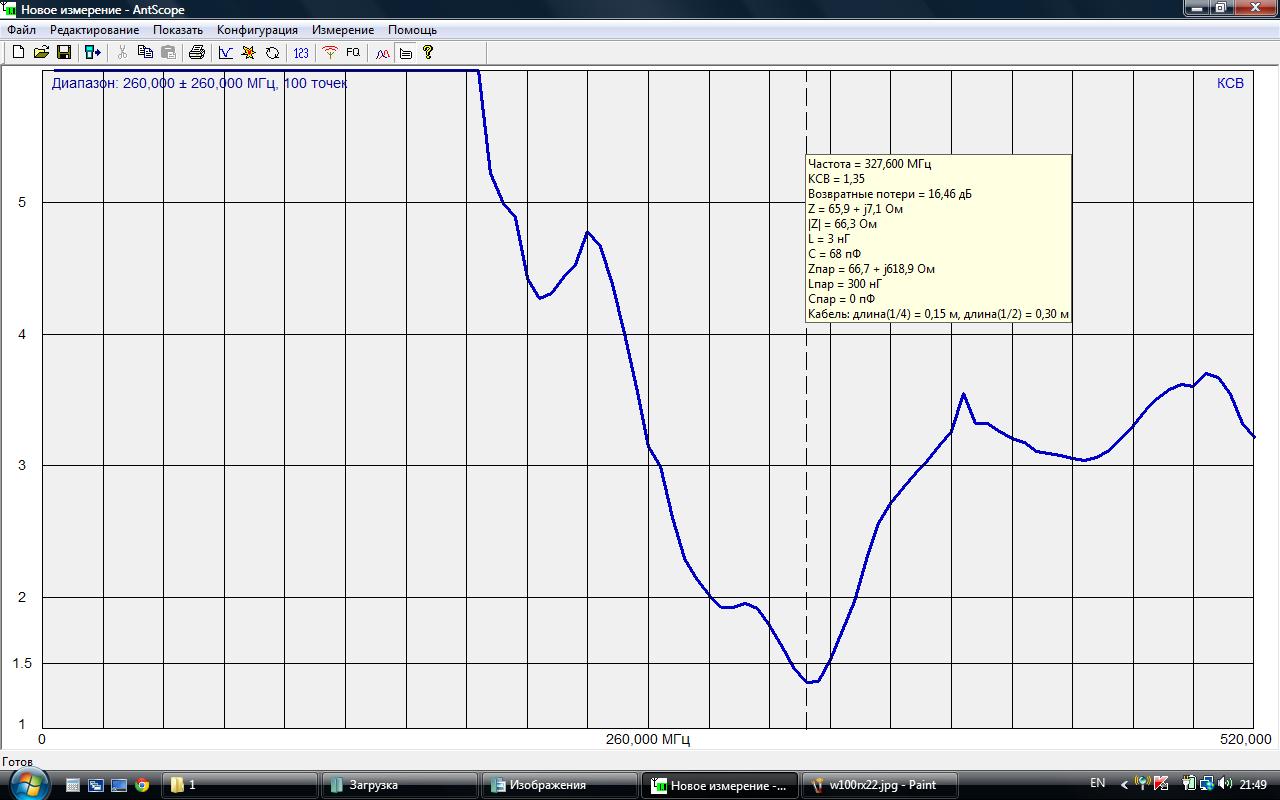 Новое измерение - AntScope
Файл Редактирование Показать Конфигурация Измерение Помощь
123 FQ
Диапазон: 260,000 ± 260,000 МГц, 100 точек
КСВ
Частота = 327,600 МГц
КСВ = 1,35
Возвратные потери = 16,46 дБ
Z = 65,9 + j7,1 Ом
|Z| = 66,3 Ом
L = 3 нГ
C = 68 пФ
Zпар = 66,7 + j618,9 Ом
Lпар = 300 нГ
Cпар = 0 пФ
Кабель: длина(1/4) = 0,15 м, длина(1/2) = 0,30 м
5
4
3
2
1.5
1
0 260,000 МГц 520,000
Готов
1 Загрузка Изображения Новое измерение -... w100rx22.jpg - Paint EN 21:49